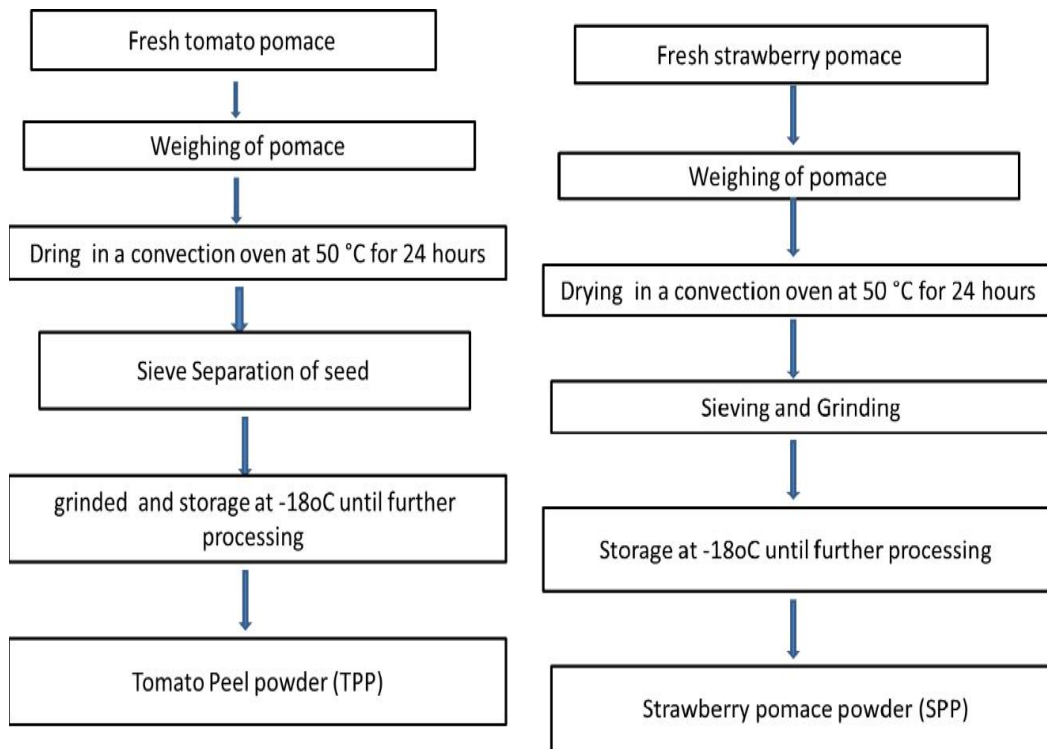 Fresh tomato pomace
Weighing of pomace
Dring in a convection oven at 50 °C for 24 hours
Sieve Separation of seed
grinded and storage at -18oC until further
processing
Tomato Peel powder (TPP)
Fresh strawberry pomace
Weighing of pomace
Drying in a convection oven at 50 °C for 24 hours
Sieving and Grinding
Storage at -18oC until further processing
Strawberry pomace powder (SPP)